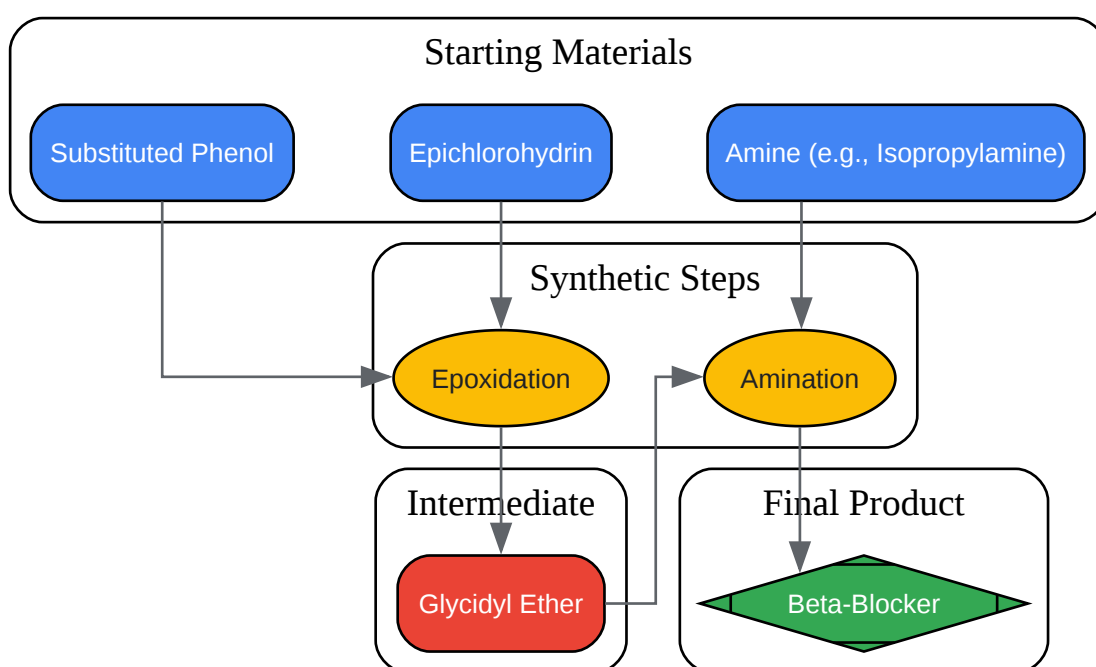 Starting Materials
Substituted Phenol
Epichlorohydrin
Amine (e.g., Isopropylamine)
Synthetic Steps
Epoxidation
Amination
Intermediate
Final Product
Glycidyl Ether
Beta-Blocker